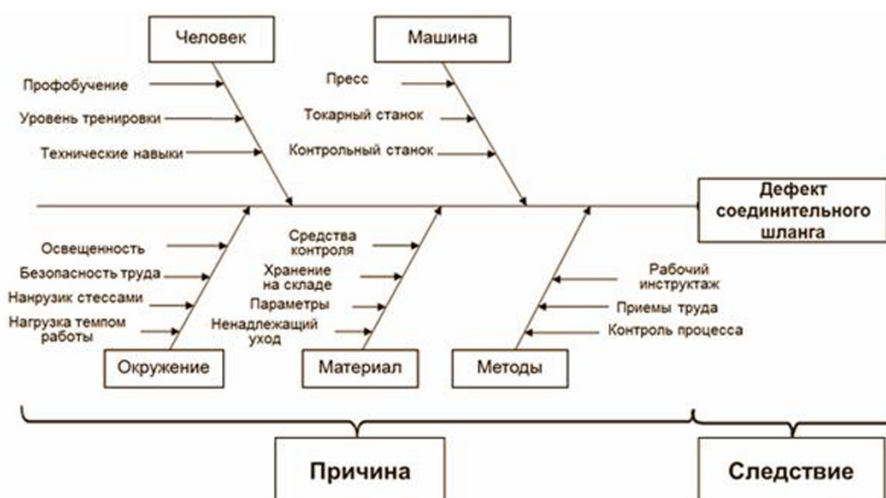 Человек
Машина
Профобучение
Уровень тренировки
Технические навыки
Пресс
Токарный станок
Контрольный станок
Дефект
соединительного
шланга
Освещенность
Безопасность труда
Нанрузик стессами
Нагрузка темпом
работы
Средства
контроля
Хранение
на складе
Параметры
Ненадлежащий
уход
Рабочий
инструктаж
Приемы труда
Контроль процесса
Окружение
Материал
Методы
Причина
Следствие